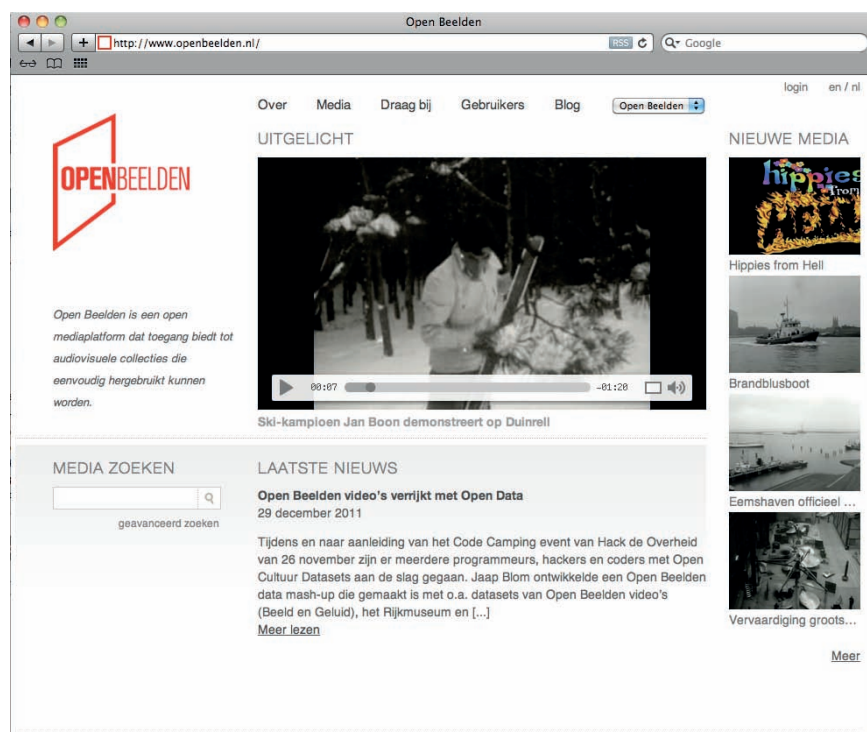 Open Beelden
http://www.openbeelden.nl/
RSS
Google
login en / nl
Over Media Draag bij Gebruikers Blog Open Beelden
OPENBEELDEN
Open Beelden is een open
mediaplatform dat toegang biedt tot
audiovisuele collecties die
eenvoudig hergebruikt kunnen
worden.
UITGELICHT
00:07
-01:20
Ski-kampioen Jan Boon demonstreert op Duinrell
NIEUWE MEDIA
hippies
from
Hippies from Hell
Brandblusboot
Eemshaven officieel ...
Vervaardiging groots...
Meer
MEDIA ZOEKEN
geavanceerd zoeken
LAATSTE NIEUWS
Open Beelden video's verrijkt met Open Data
29 december 2011
Tijdens en naar aanleiding van het Code Camping event van Hack de Overheid
van 26 november zijn er meerdere programmeurs, hackers en coders met Open
Cultuur Datasets aan de slag gegaan. Jaap Blom ontwikkelde een Open Beelden
data mash-up die gemaakt is met o.a. datasets van Open Beelden video's
(Beeld en Geluid), het Rijkmuseum en [...]
Meer lezen